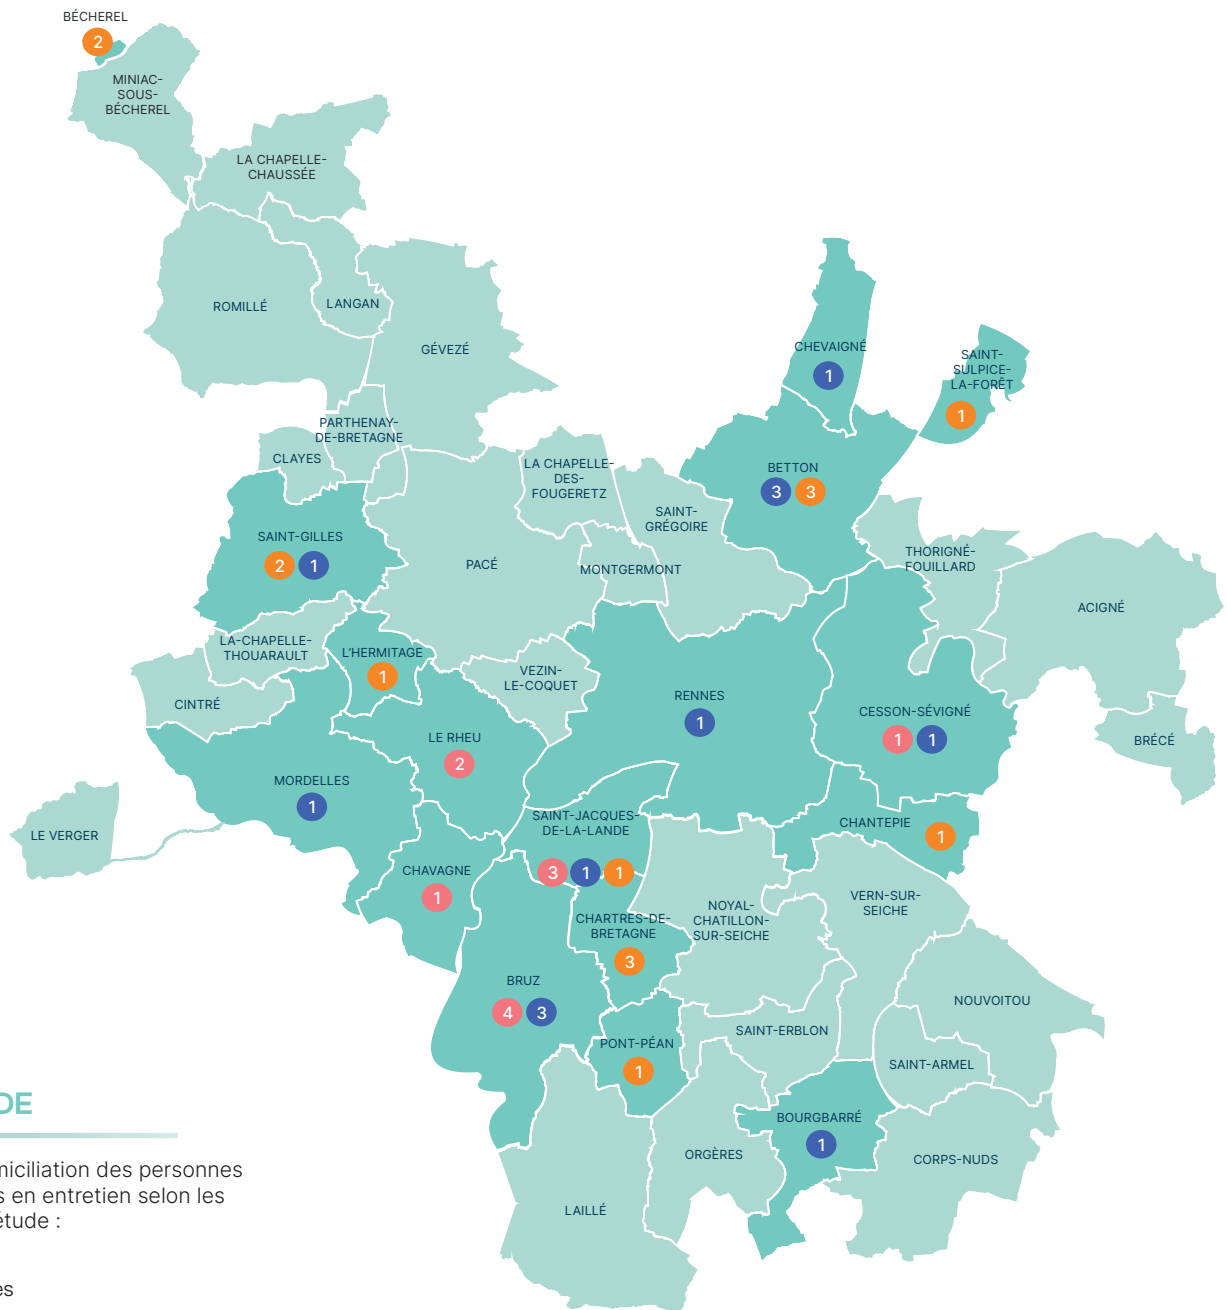 BÉCHEREL
2
MINIAC-
SOUS-
BÉCHEREL
LA CHAPELLE-
CHAUSSÉE
ROMILLÉ
LANGAN
GÉVEZÉ
CHEVAIGNÉ
1
SAINT-
SULPICE-
LA-FORÊT
1
PARTHENAY-
DE-BRETAGNE
CLAYES
LA CHAPELLE-
DES-
FOUGERETZ
BETTON
3 3
SAINT-
GRÉGOIRE
SAINT-GILLES
2 1
PACÉ
MONTGERMONT
THORIGNÉ-
FOUILLARD
ACIGNÉ
LA-CHAPELLE-
THOUARAULT
L'HERMITAGE
1
VEZIN-
LE-COQUET
CINTRÉ
RENNES
1
CESSON-SÉVIGNÉ
1 1
BRÉCÉ
LE RHEU
2
MORDELLES
1
LE VERGER
SAINT-JACQUES-
DE-LA-LANDE
3 1 1
CHANTEPIE
1
CHAVAGNE
1
VERN-SUR-
SEICHE
NOYAL-
CHATILLON-
SUR-SEICHE
CHARTRES-DE-
BRETAGNE
3
BRUZ
4 3
NOUVOITOU
SAINT-ERBLON
PONT-PÉAN
1
SAINT-ARMEL
BOURGBARRÉ
1
ORGÈRES
CORPS-NUDS
LAILLÉ
DE
miciliation des personnes
s en entretien selon les
étude :
es